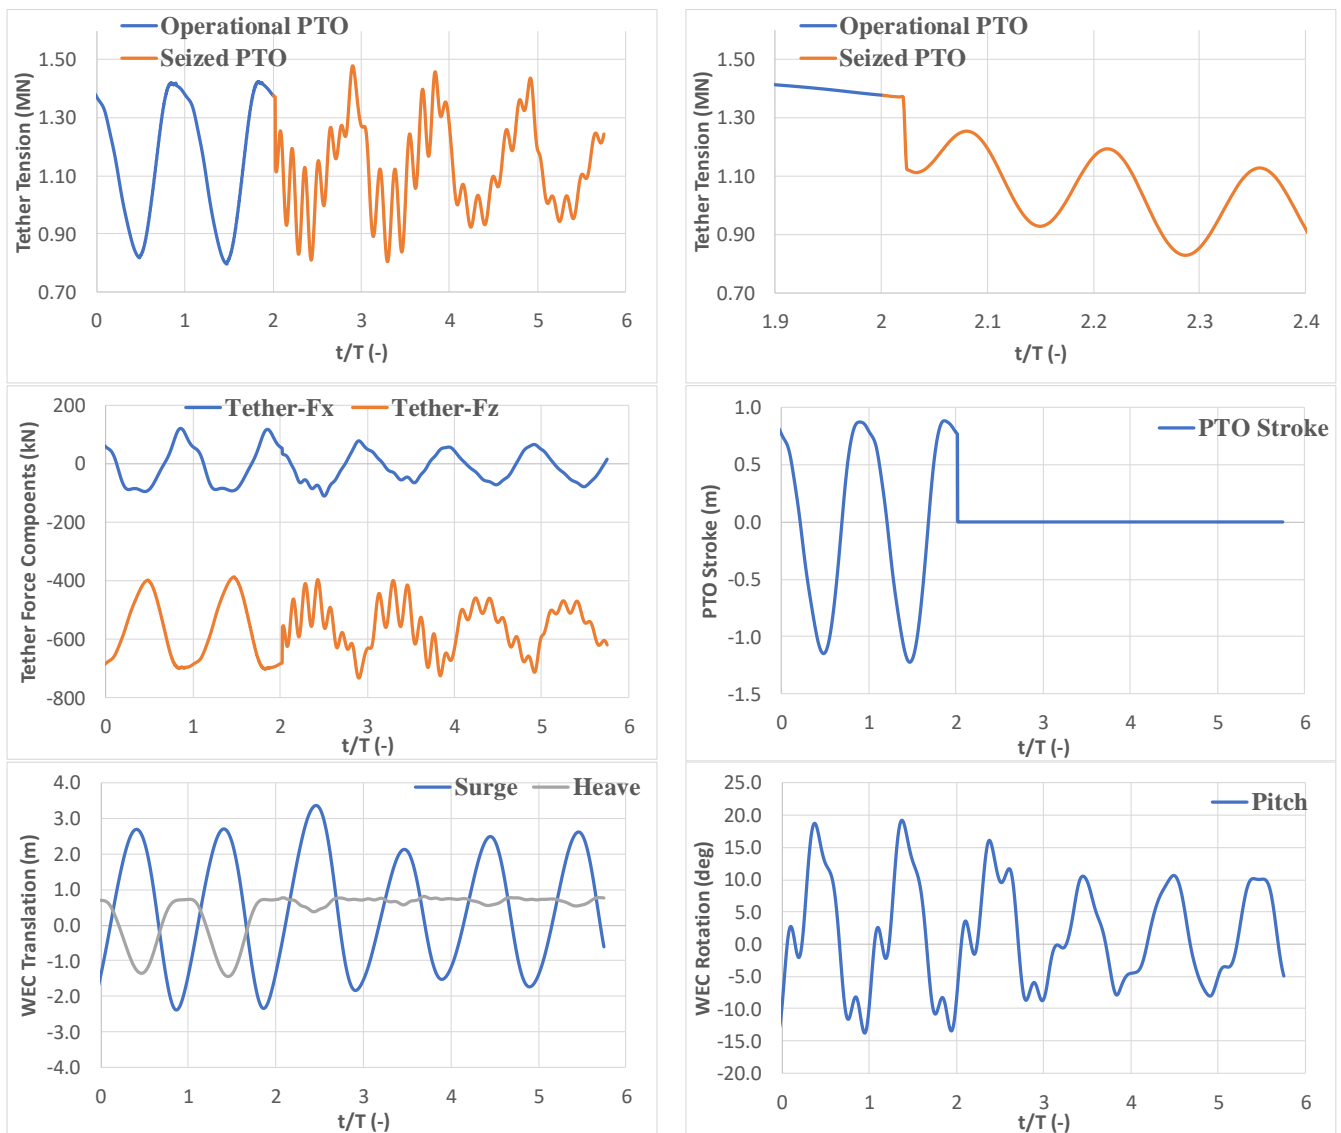 Operational PTO
Seized PTO
Tether Tension (MN)
1.50
1.30
1.10
0.90
0.70
0 1 2 3 4 5 6
t/T (-)
Operational PTO
Seized PTO
Tether Tension (MN)
1.50
1.30
1.10
0.90
0.70
1.9 2 2.1 2.2 2.3 2.4
t/T (-)
Tether-Fx Tether-Fz
Tether Force Compoents (kN)
200
0
-200
-400
-600
-800
0 1 2 3 4 5 6
t/T (-)
PTO Stroke
PTO Stroke (m)
1.0
0.5
0.0
-0.5
-1.0
-1.5
0 1 2 3 4 5 6
t/T (-)
Surge Heave
WEC Translation (m)
4.0
3.0
2.0
1.0
0.0
-1.0
-2.0
-3.0
-4.0
0 1 2 3 4 5 6
t/T (-)
Pitch
WEC Rotation (deg)
25.0
20.0
15.0
10.0
5.0
0.0
-5.0
-10.0
-15.0
-20.0
0 1 2 3 4 5 6
t/T (-)